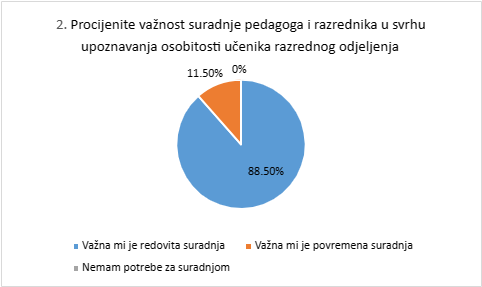 2. Procijenite važnost suradnje pedagoga i razrednika u svrhu
upoznavanja osobitosti učenika razrednog odjeljenja
11.50% 0%
88.50%
Važna mi je redovita suradnja Važna mi je povremena suradnja
Nemam potrebe za suradnjom